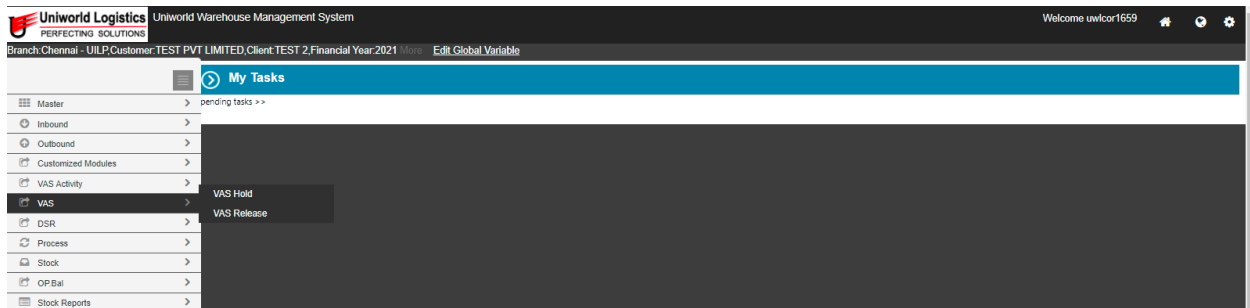 Uniworld Logistics
PERFECTING SOLUTIONS
Uniworld Warehouse Management System
Welcome uwlcor1659
Branch:Chennai - UILP,Customer:TEST PVT LIMITED,Client:TEST 2,Financial Year:2021 More Edit Global Variable
My Tasks
pending tasks >>
Master
Inbound
Outbound
Customized Modules
VAS Activity
VAS
VAS Hold
VAS Release
DSR
Process
Stock
OP.Bal
Stock Reports